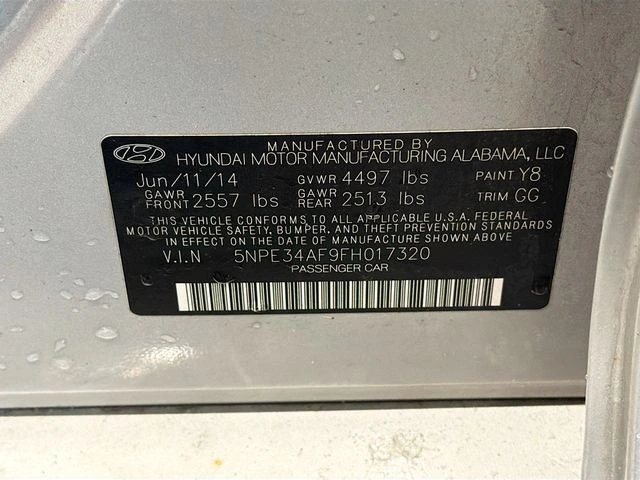 MANUFACTURED BY
HYUNDAI MOTOR MANUFACTURING ALABAMA, LLC
Jun/11/14 GVWR 4497 lbs PAINT Y8
GAWR FRONT 2557 lbs GAWR REAR 2513 lbs TRIM GG
THIS VEHICLE CONFORMS TO ALL APPLICABLE U.S.A. FEDERAL
MOTOR VEHICLE SAFETY, BUMPER, AND THEFT PREVENTION STANDARDS
IN EFFECT ON THE DATE OF MANUFACTURE SHOWN ABOVE
V.I.N 5NPE34AF9FH017320
PASSENGER CAR